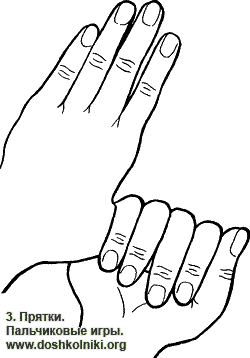 3. Прятки.
Пальчиковые игры.
www.doshkolniki.org